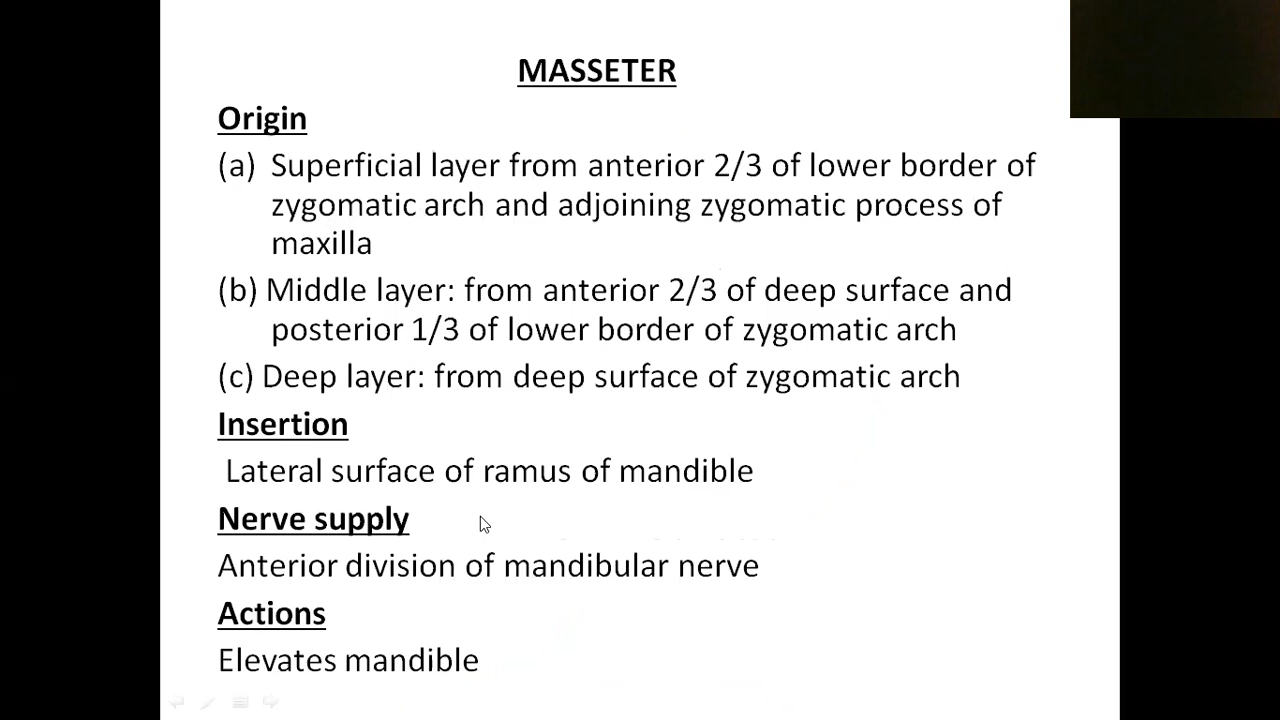 MASSETER
Origin
(a) Superficial layer from anterior 2/3 of lower border of
zygomatic arch and adjoining zygomatic process of
maxilla
(b) Middle layer: from anterior 2/3 of deep surface and
posterior 1/3 of lower border of zygomatic arch
(c) Deep layer: from deep surface of zygomatic arch
Insertion
Lateral surface of ramus of mandible
Nerve supply
Anterior division of mandibular nerve
Actions
Elevates mandible